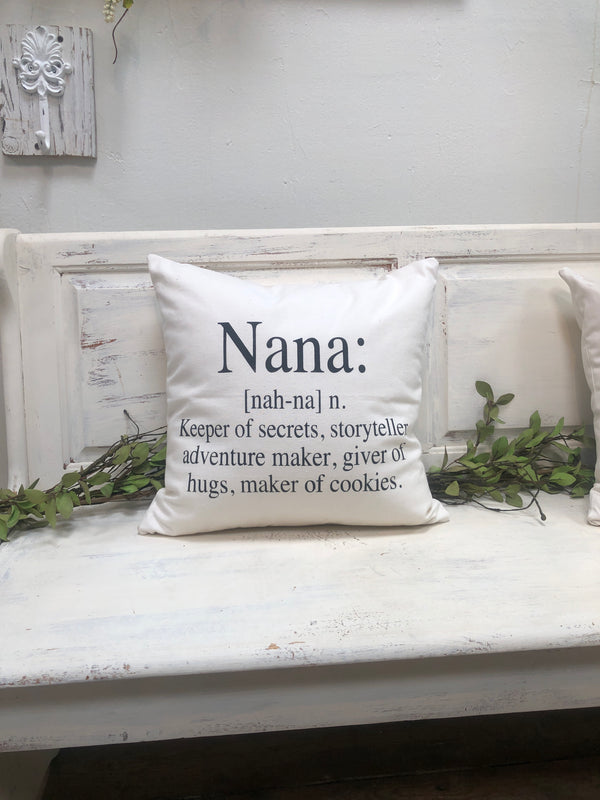 Nana:
[nah-na] n.
Keeper of secrets, storyteller
adventure maker, giver of
hugs, maker of cookies.